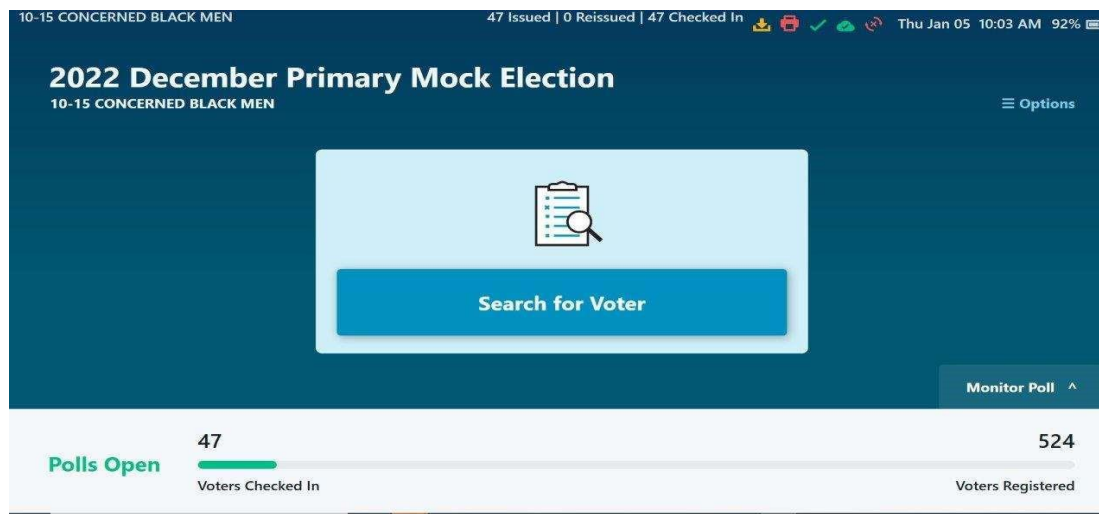 10-15 CONCERNED BLACK MEN 47 Issued | 0 Reissued | 47 Checked In Thu Jan 05 10:03 AM 92%
2022 December Primary Mock Election
10-15 CONCERNED BLACK MEN
Options
Search for Voter
Monitor Poll ^
47 524
Polls Open
Voters Checked In Voters Registered